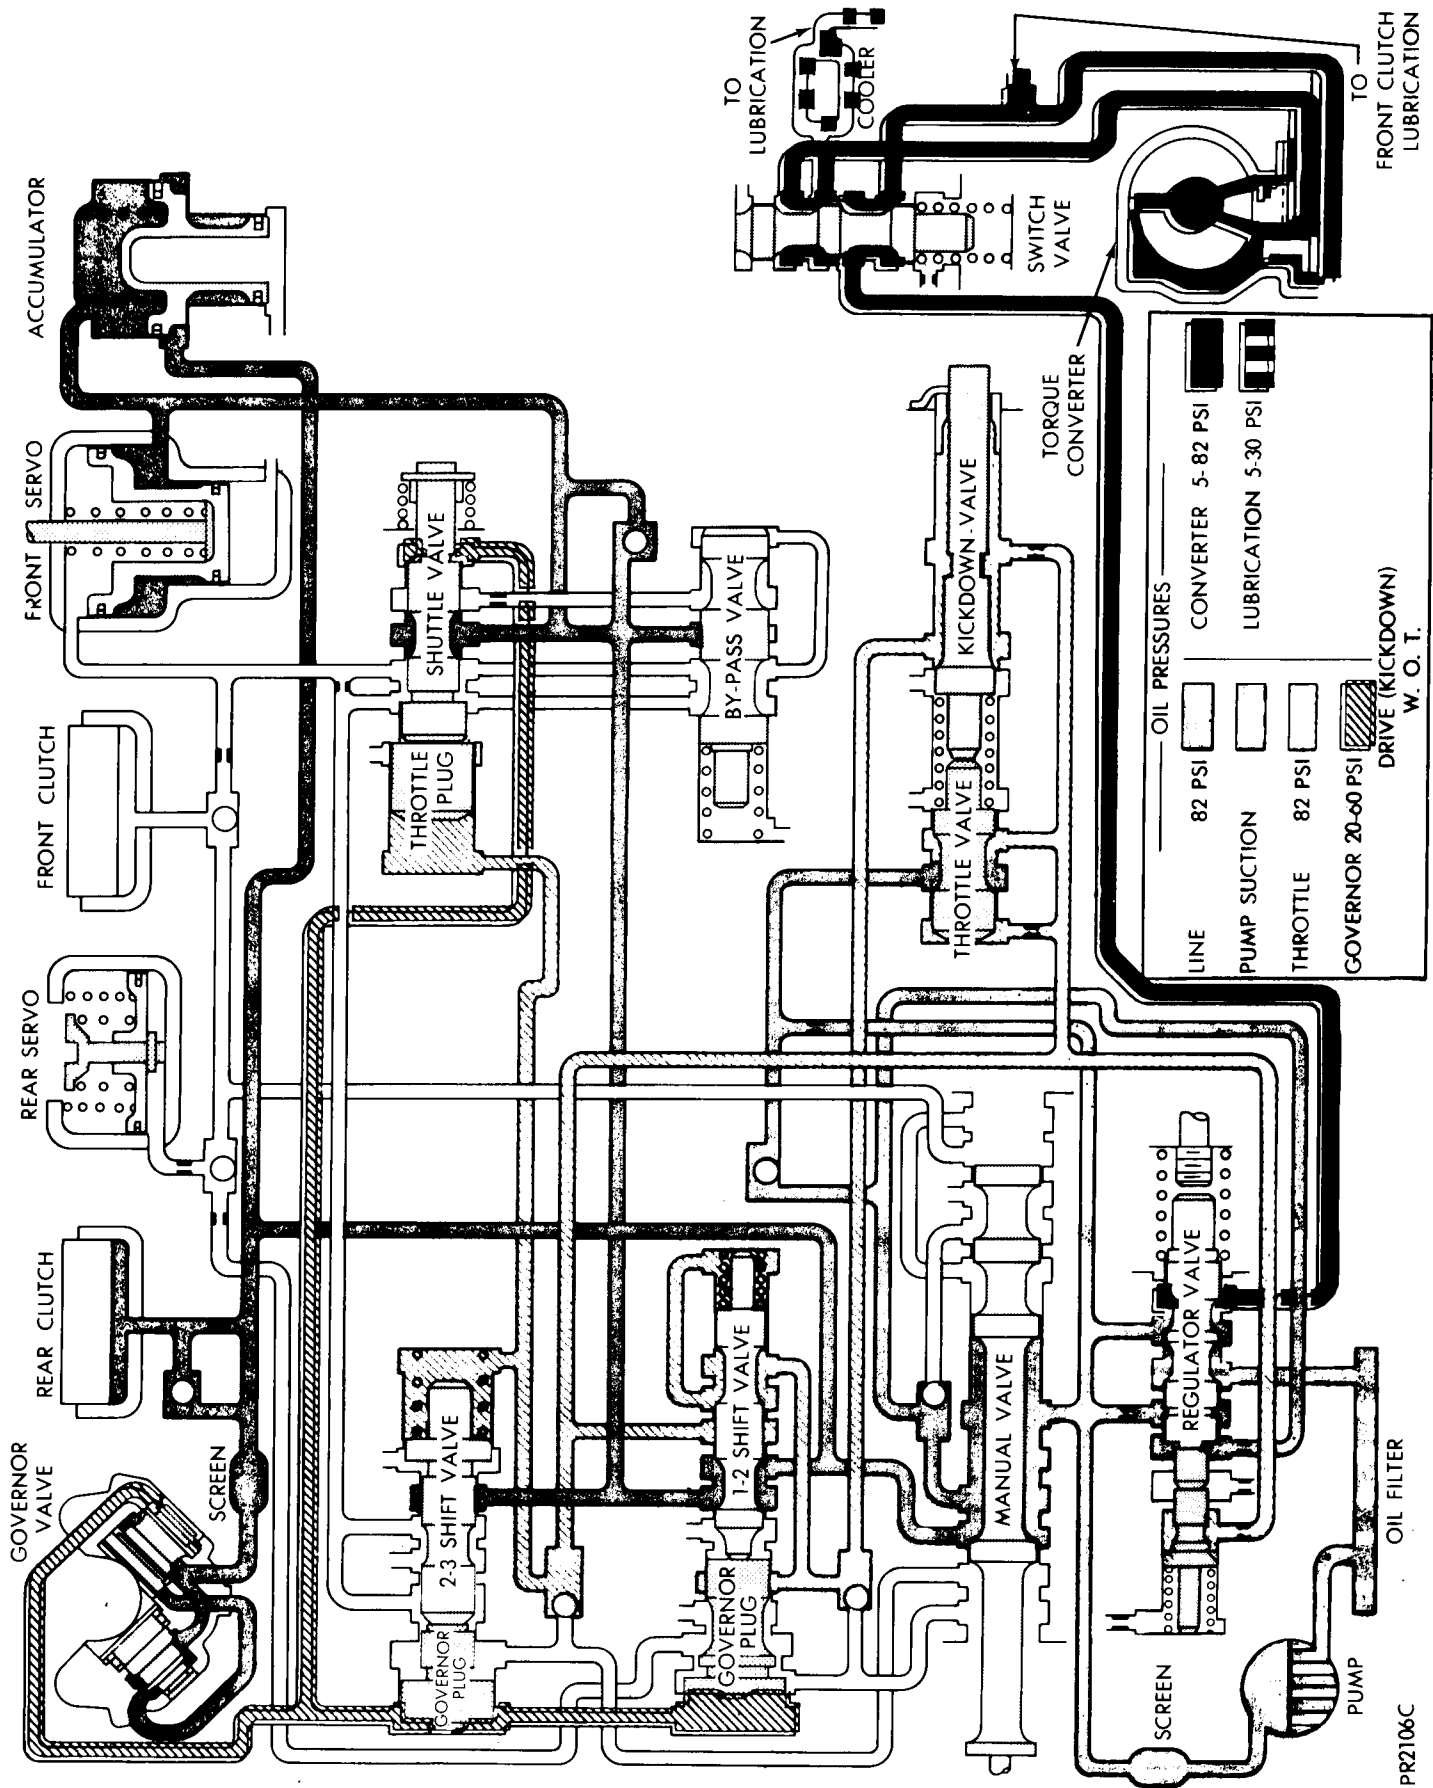 GOVERNOR
VALVE
REAR CLUTCH
REAR SERVO
FRONT CLUTCH
FRONT SERVO
ACCUMULATOR
SCREEN
2-3 SHIFT VALVE
GOVERNOR
PLUG
THROTTLE
PLUG
SHUTTLE VALVE
1-2 SHIFT VALVE
GOVERNOR
PLUG
BY-PASS VALVE
TO
LUBRICATION
COOLER
SWITCH
VALVE
MANUAL VALVE
THROTTLE VALVE
KICKDOWN-VALVE
TORQUE
CONVERTER
TO
FRONT CLUTCH
LUBRICATION
REGULATOR VALVE
SCREEN
PUMP
OIL FILTER
OIL PRESSURES
LINE 82 PSI
PUMP SUCTION
THROTTLE 82 PSI
GOVERNOR 20-60 PSI
CONVERTER 5-82 PSI
LUBRICATION 5-30 PSI
DRIVE (KICKDOWN)
W. O. T.
PR2106C